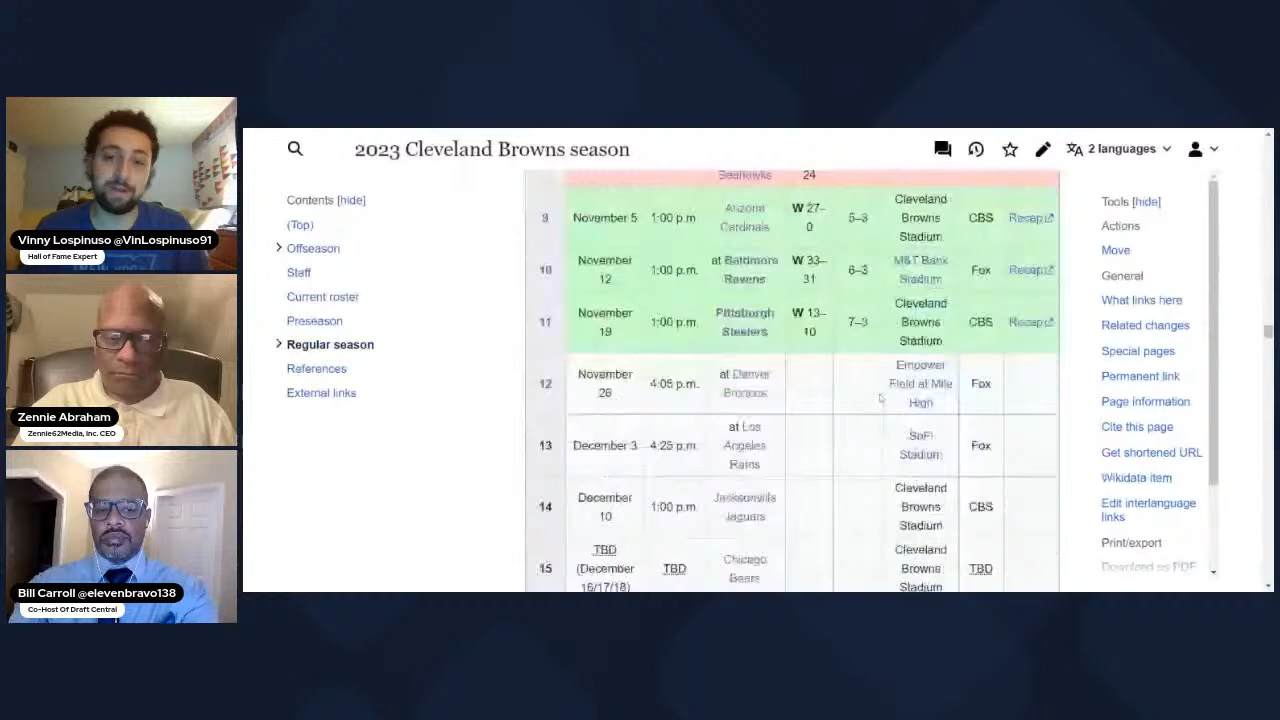 Vinny Lospinuso @VinLospinuso91
Hall of Fame Expert
Zennie Abraham
Zennie62Media, Inc. CEO
Bill Carroll @elevenbravo138
Co-Host Of Draft Central
2023 Cleveland Browns season
2 languages
Contents [hide]
(Top)
Offseason
Staff
Current roster
Preseason
Regular season
References
External links
Seahawks
24
9
November 5
1:00 p.m.
Arizona
Cardinals
W 27–
0
5–3
Cleveland
Browns
Stadium
CBS
Recap
10
November
12
1:00 p.m.
at Baltimore
Ravens
W 33–
31
6–3
M&T Bank
Stadium
Fox
Recap
11
November
19
1:00 p.m.
Pittsburgh
Steelers
W 13–
10
7–3
Cleveland
Browns
Stadium
CBS
Recap
12
November
26
4:05 p.m.
at Denver
Broncos
Empower
Field at Mile
High
Fox
13
December 3
4:25 p.m.
at Los
Angeles
Rams
SoFi
Stadium
Fox
14
December
10
1:00 p.m.
Jacksonville
Jaguars
Cleveland
Browns
Stadium
CBS
15
TBD
(December
16/17/18)
TBD
Chicago
Bears
Cleveland
Browns
Stadium
TBD
Tools [hide]
Actions
Move
General
What links here
Related changes
Special pages
Permanent link
Page information
Cite this page
Get shortened URL
Wikidata item
Edit interlanguage
links
Print/export
Download as PDF